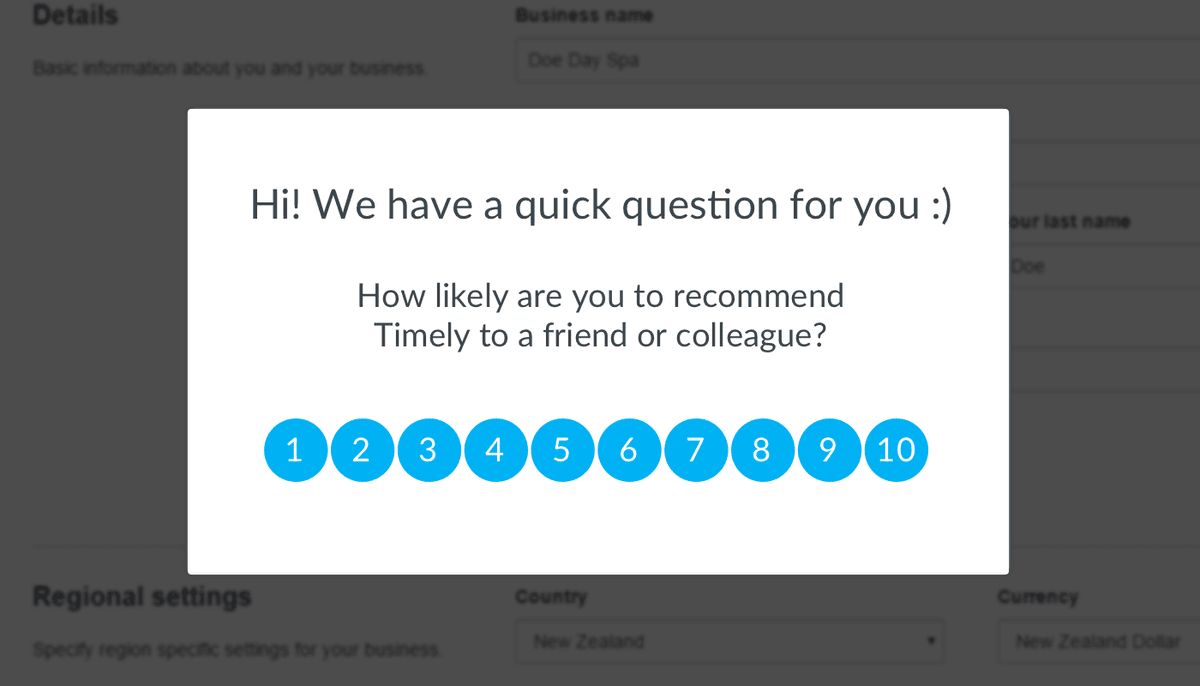 Details
Business name
Doe Day Spa
Basic information about you and your business.
Hi! We have a quick question for you :)
our last name
Doe
How likely are you to recommend
Timely to a friend or colleague?
1 2 3 4 5 6 7 8 9 10
Regional settings
Country
Currency
New Zealand
New Zealand Dollar
Specify region specific settings for your business.